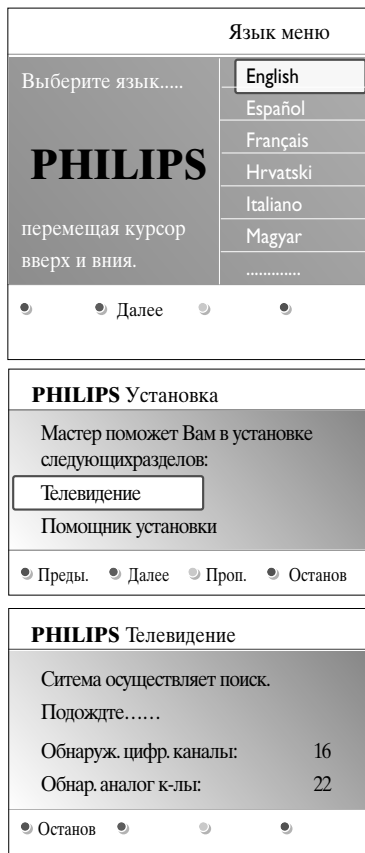 Язык меню
Выберите язык.....
English
Español
Français
PHILIPS
Hrvatski
Italiano
перемещая курсор
Magyar
вверх и вния.
.............
Далее
PHILIPS Установка
Мастер поможет Вам в установке
следующихразделов:
Телевидение
Помощник установки
Преды. Далее Проп. Останов
PHILIPS Телевидение
Ситема осуществляет поиск.
Подождте......
Обнаруж. цифр. каналы: 16
Обнар. аналог к-лы: 22
Останов